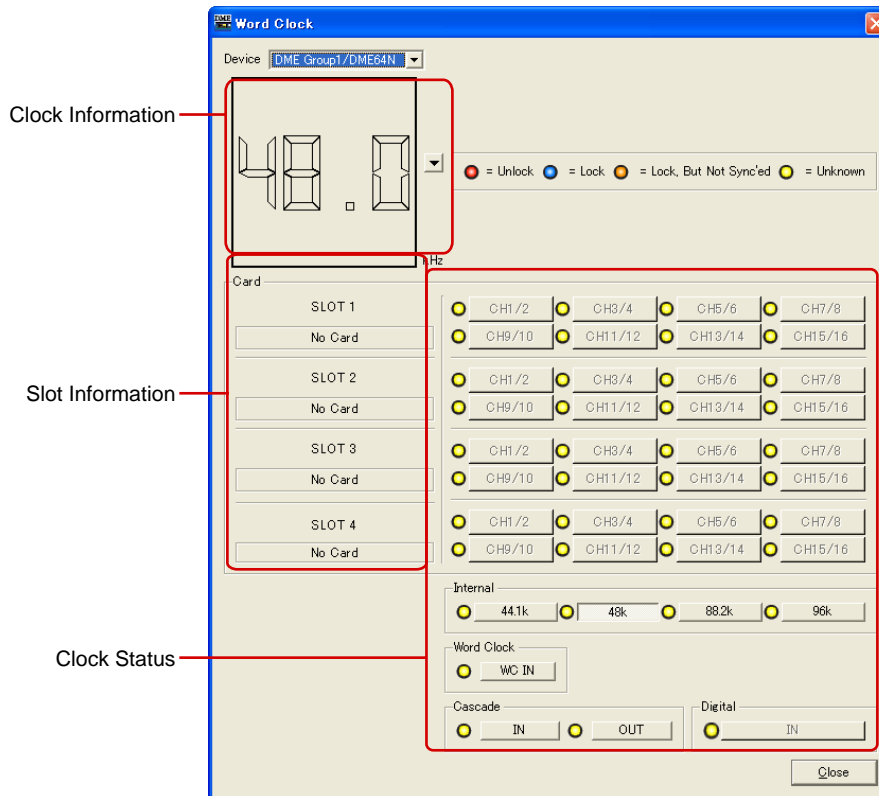 DME Word Clock
Device DME Group1/DME64N
Clock Information
48.0
= Unlock = Lock = Lock, But Not Sync'ed = Unknown
kHz
Card
SLOT 1 CH1/2 CH3/4 CH5/6 CH7/8
No Card CH9/10 CH11/12 CH13/14 CH15/16
SLOT 2 CH1/2 CH3/4 CH5/6 CH7/8
Slot Information
No Card CH9/10 CH11/12 CH13/14 CH15/16
SLOT 3 CH1/2 CH3/4 CH5/6 CH7/8
No Card CH9/10 CH11/12 CH13/14 CH15/16
SLOT 4 CH1/2 CH3/4 CH5/6 CH7/8
No Card CH9/10 CH11/12 CH13/14 CH15/16
Internal
44.1k 48k 88.2k 96k
Word Clock
Clock Status
WC IN
Cascade Digital
IN OUT IN
Close